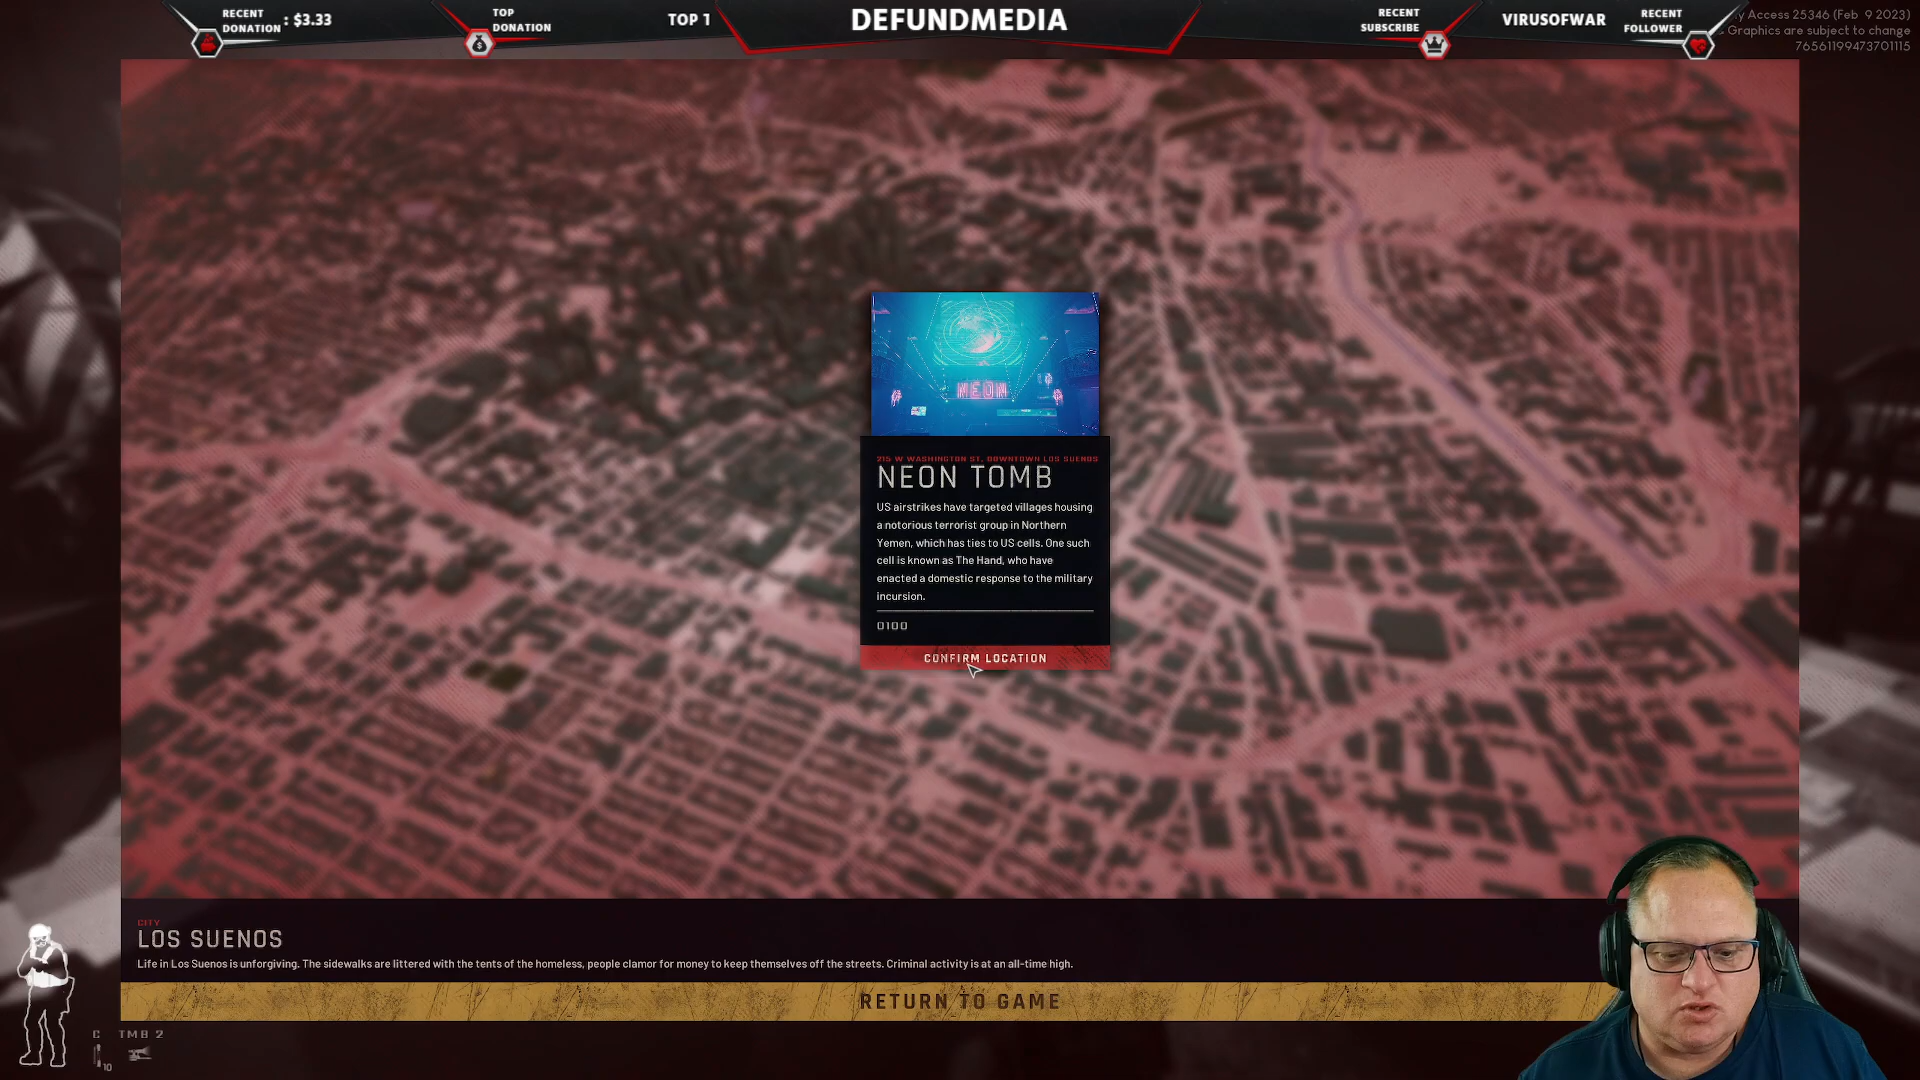 RECENT
DONATION : $3.33
TOP
DONATION
TOP 1
DEFUNDMEDIA
RECENT
SUBSCRIBE
VIRUSOFWAR
RECENT
FOLLOWER
y Access 25346 (Feb 9 2023)
Graphics are subject to change
76561199473701115
NEON
215 W WASHINGTON ST, DOWNTOWN LOS SUENOS
NEON TOMB
US airstrikes have targeted villages housing
a notorious terrorist group in Northern
Yemen, which has ties to US cells. One such
cell is known as The Hand, who have
enacted a domestic response to the military
incursion.
0100
CONFIRM LOCATION
CITY
LOS SUENOS
Life in Los Suenos is unforgiving. The sidewalks are littered with the tents of the homeless, people clamor for money to keep themselves off the streets. Criminal activity is at an all-time high.
RETURN TO GAME
C TMB 2
10